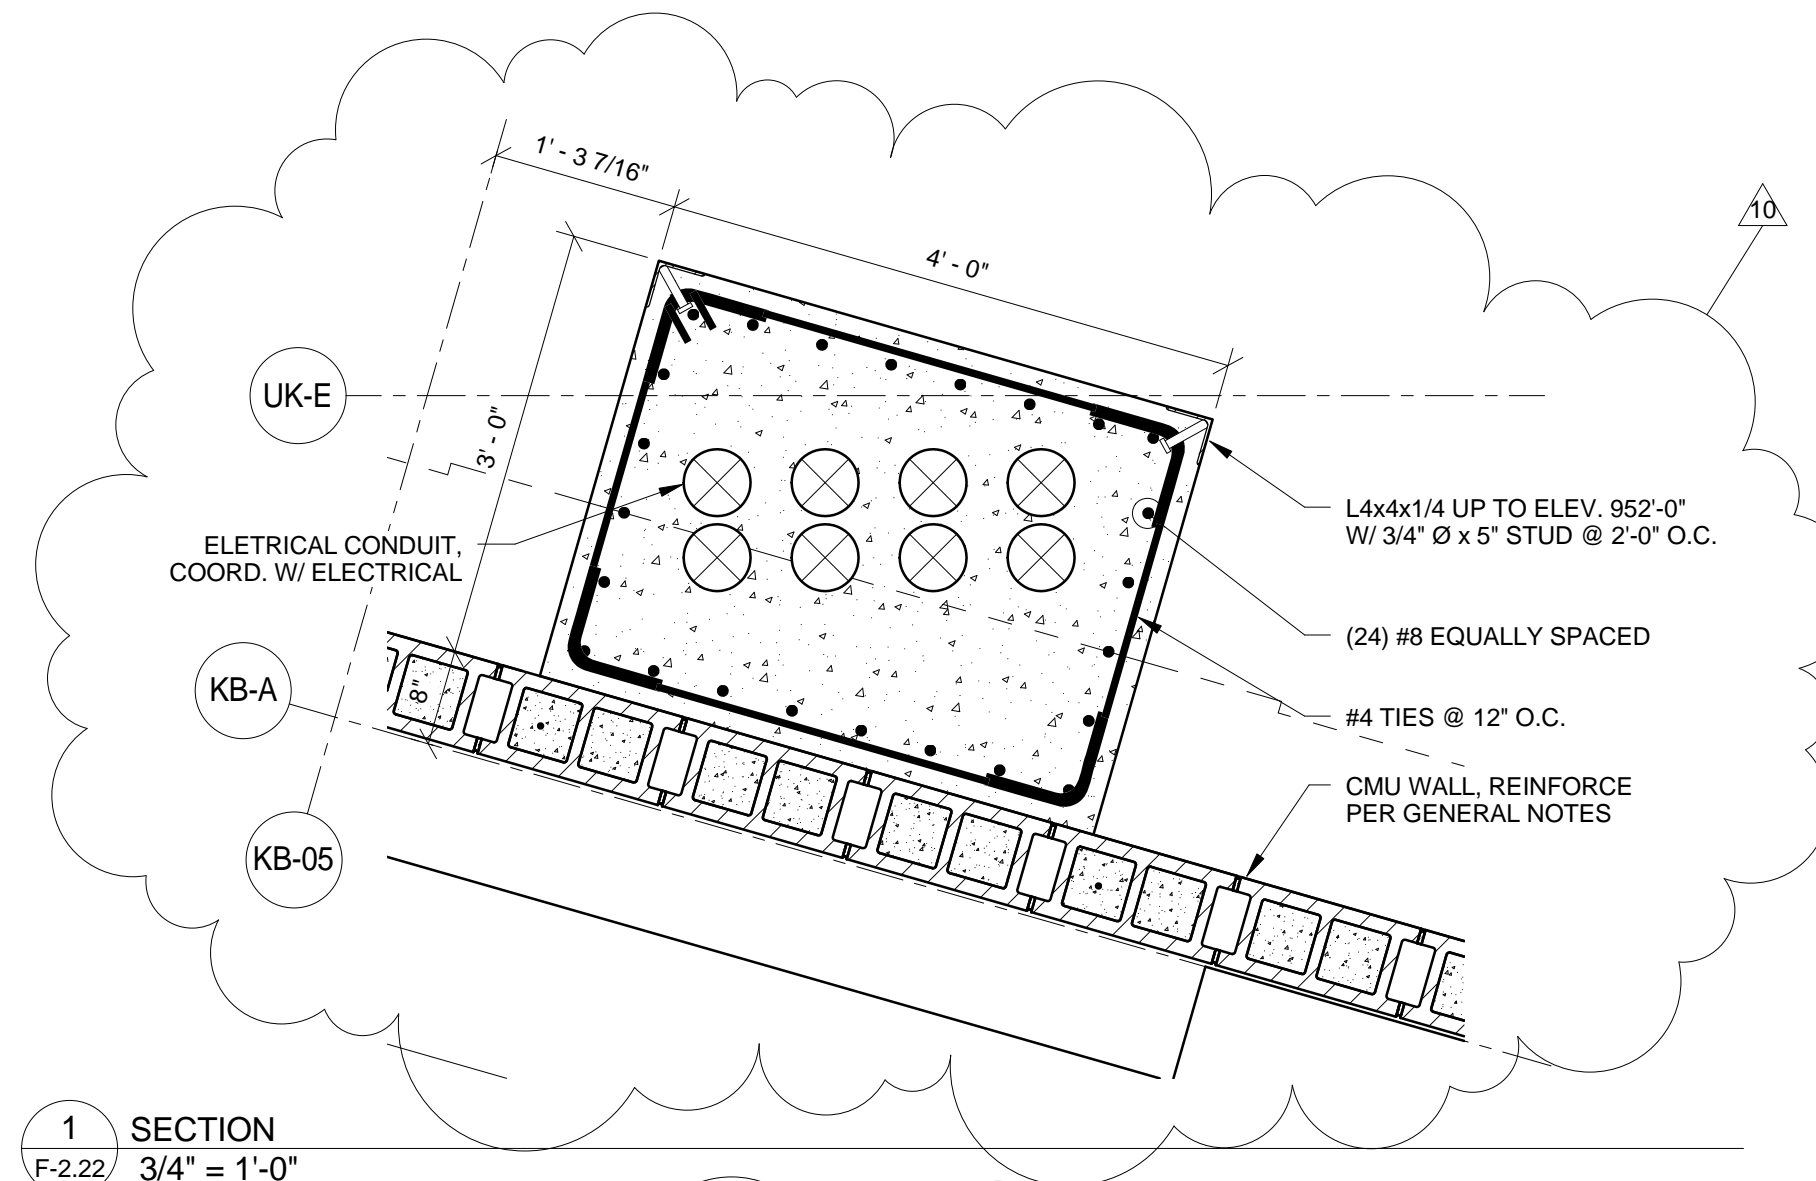 1' - 3 7/16"
10
4' - 0"
UK-E
3' - 0"
L4x4x1/4 UP TO ELEV. 952'-0"
W/ 3/4" Ø x 5" STUD @ 2'-0" O.C.
ELETRICAL CONDUIT,
COORD. W/ ELECTRICAL
(24) #8 EQUALLY SPACED
KB-A
8"
#4 TIES @ 12" O.C.
CMU WALL, REINFORCE
PER GENERAL NOTES
KB-05
1
SECTION
F-2.22
3/4" = 1'-0"